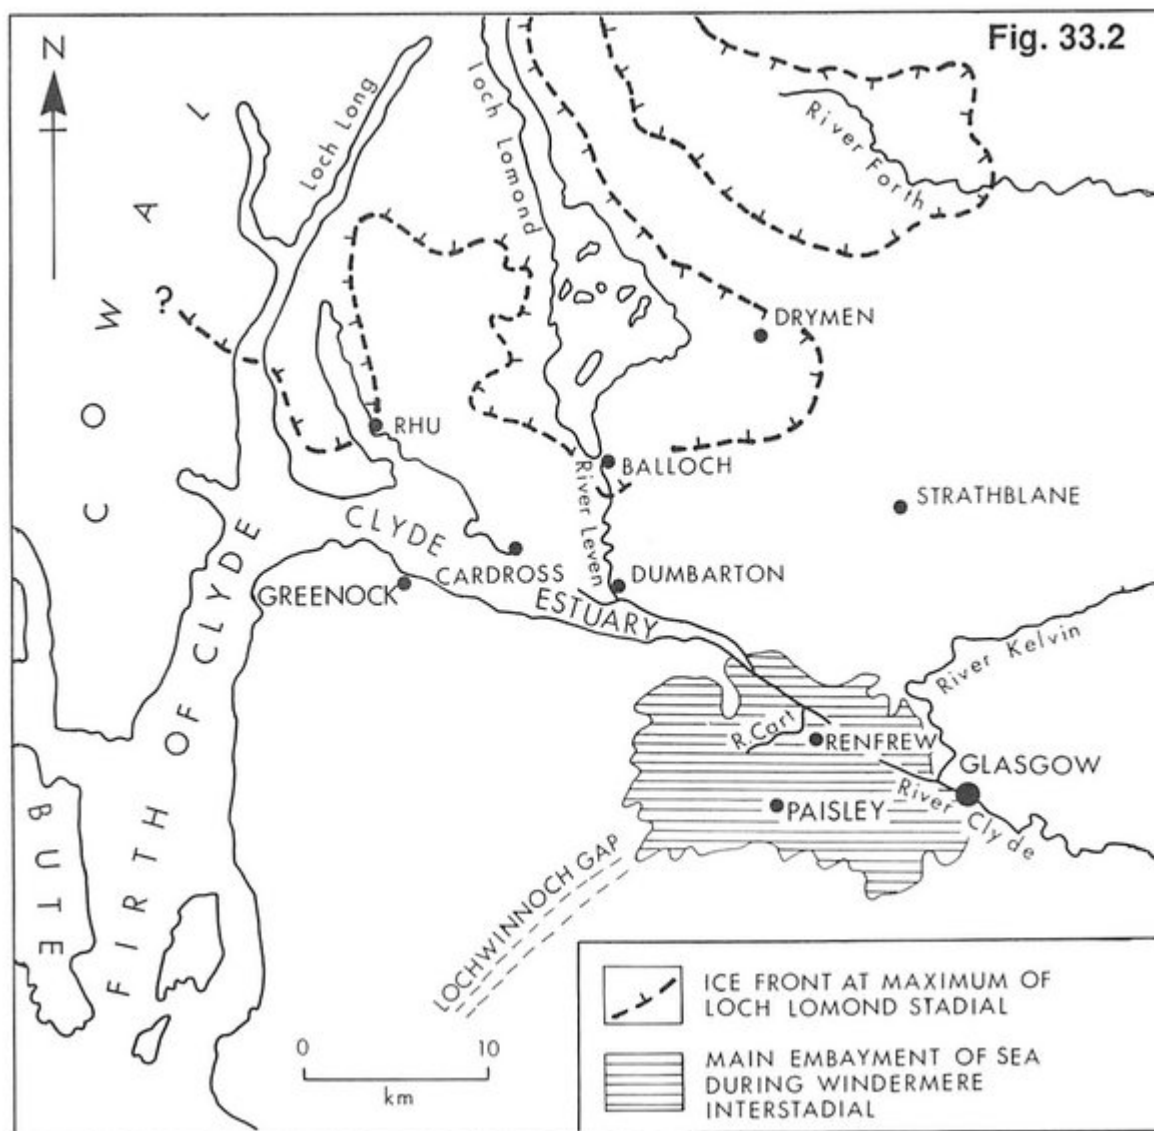 Fig. 33.2
N
Loch Long
Loch Lomond
River Forth
COWAL
?
DRYMEN
RHU
BALLOCH
River Leven
STRATHBLANE
CLYDE
ESTUARY
CARDROSS
DUMBARTON
GREENOCK
FIRTH OF CLYDE
River Kelvin
R. Cart
RENFREW
GLASGOW
River Clyde
PAISLEY
BUTE
LOCHWINNOCH GAP
0 10
km
ICE FRONT AT MAXIMUM OF
LOCH LOMOND STADIAL
MAIN EMBAYMENT OF SEA
DURING WINDERMERE
INTERSTADIAL